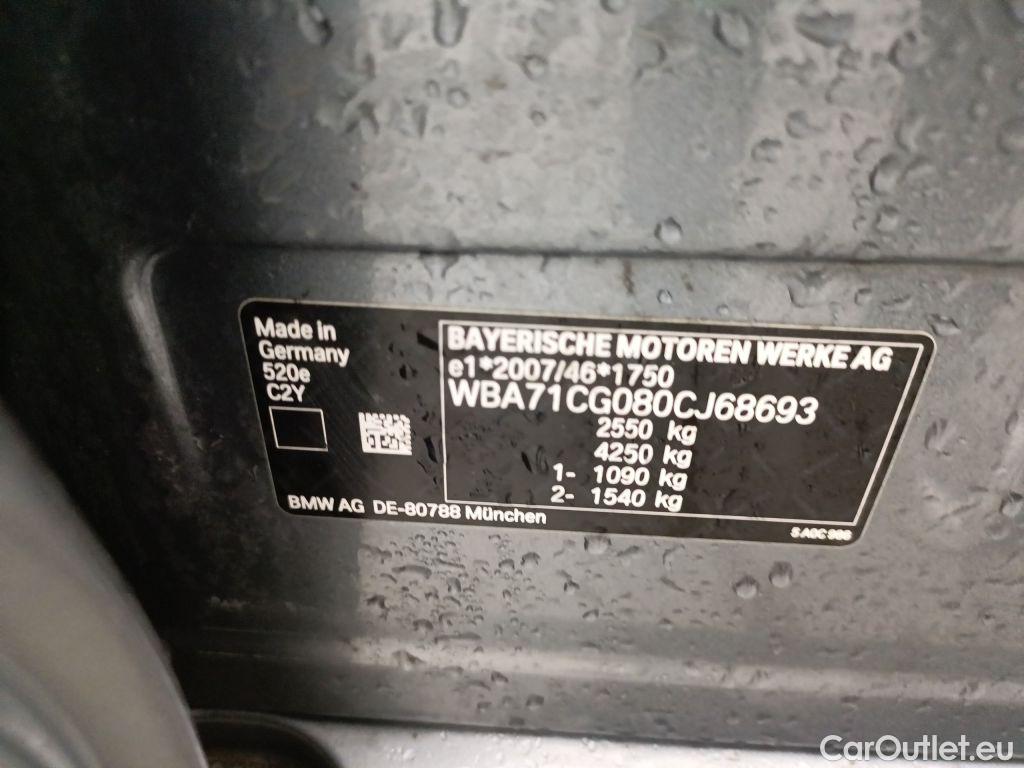 Made in
Germany
520e
C2Y
BMW AG DE-80788 München
BAYERISCHE MOTOREN WERKE AG
e1*2007/46*1750
WBA71CG080CJ68693
2550 kg
4250 kg
1- 1090 kg
2- 1540 kg
CarOutlet.eu